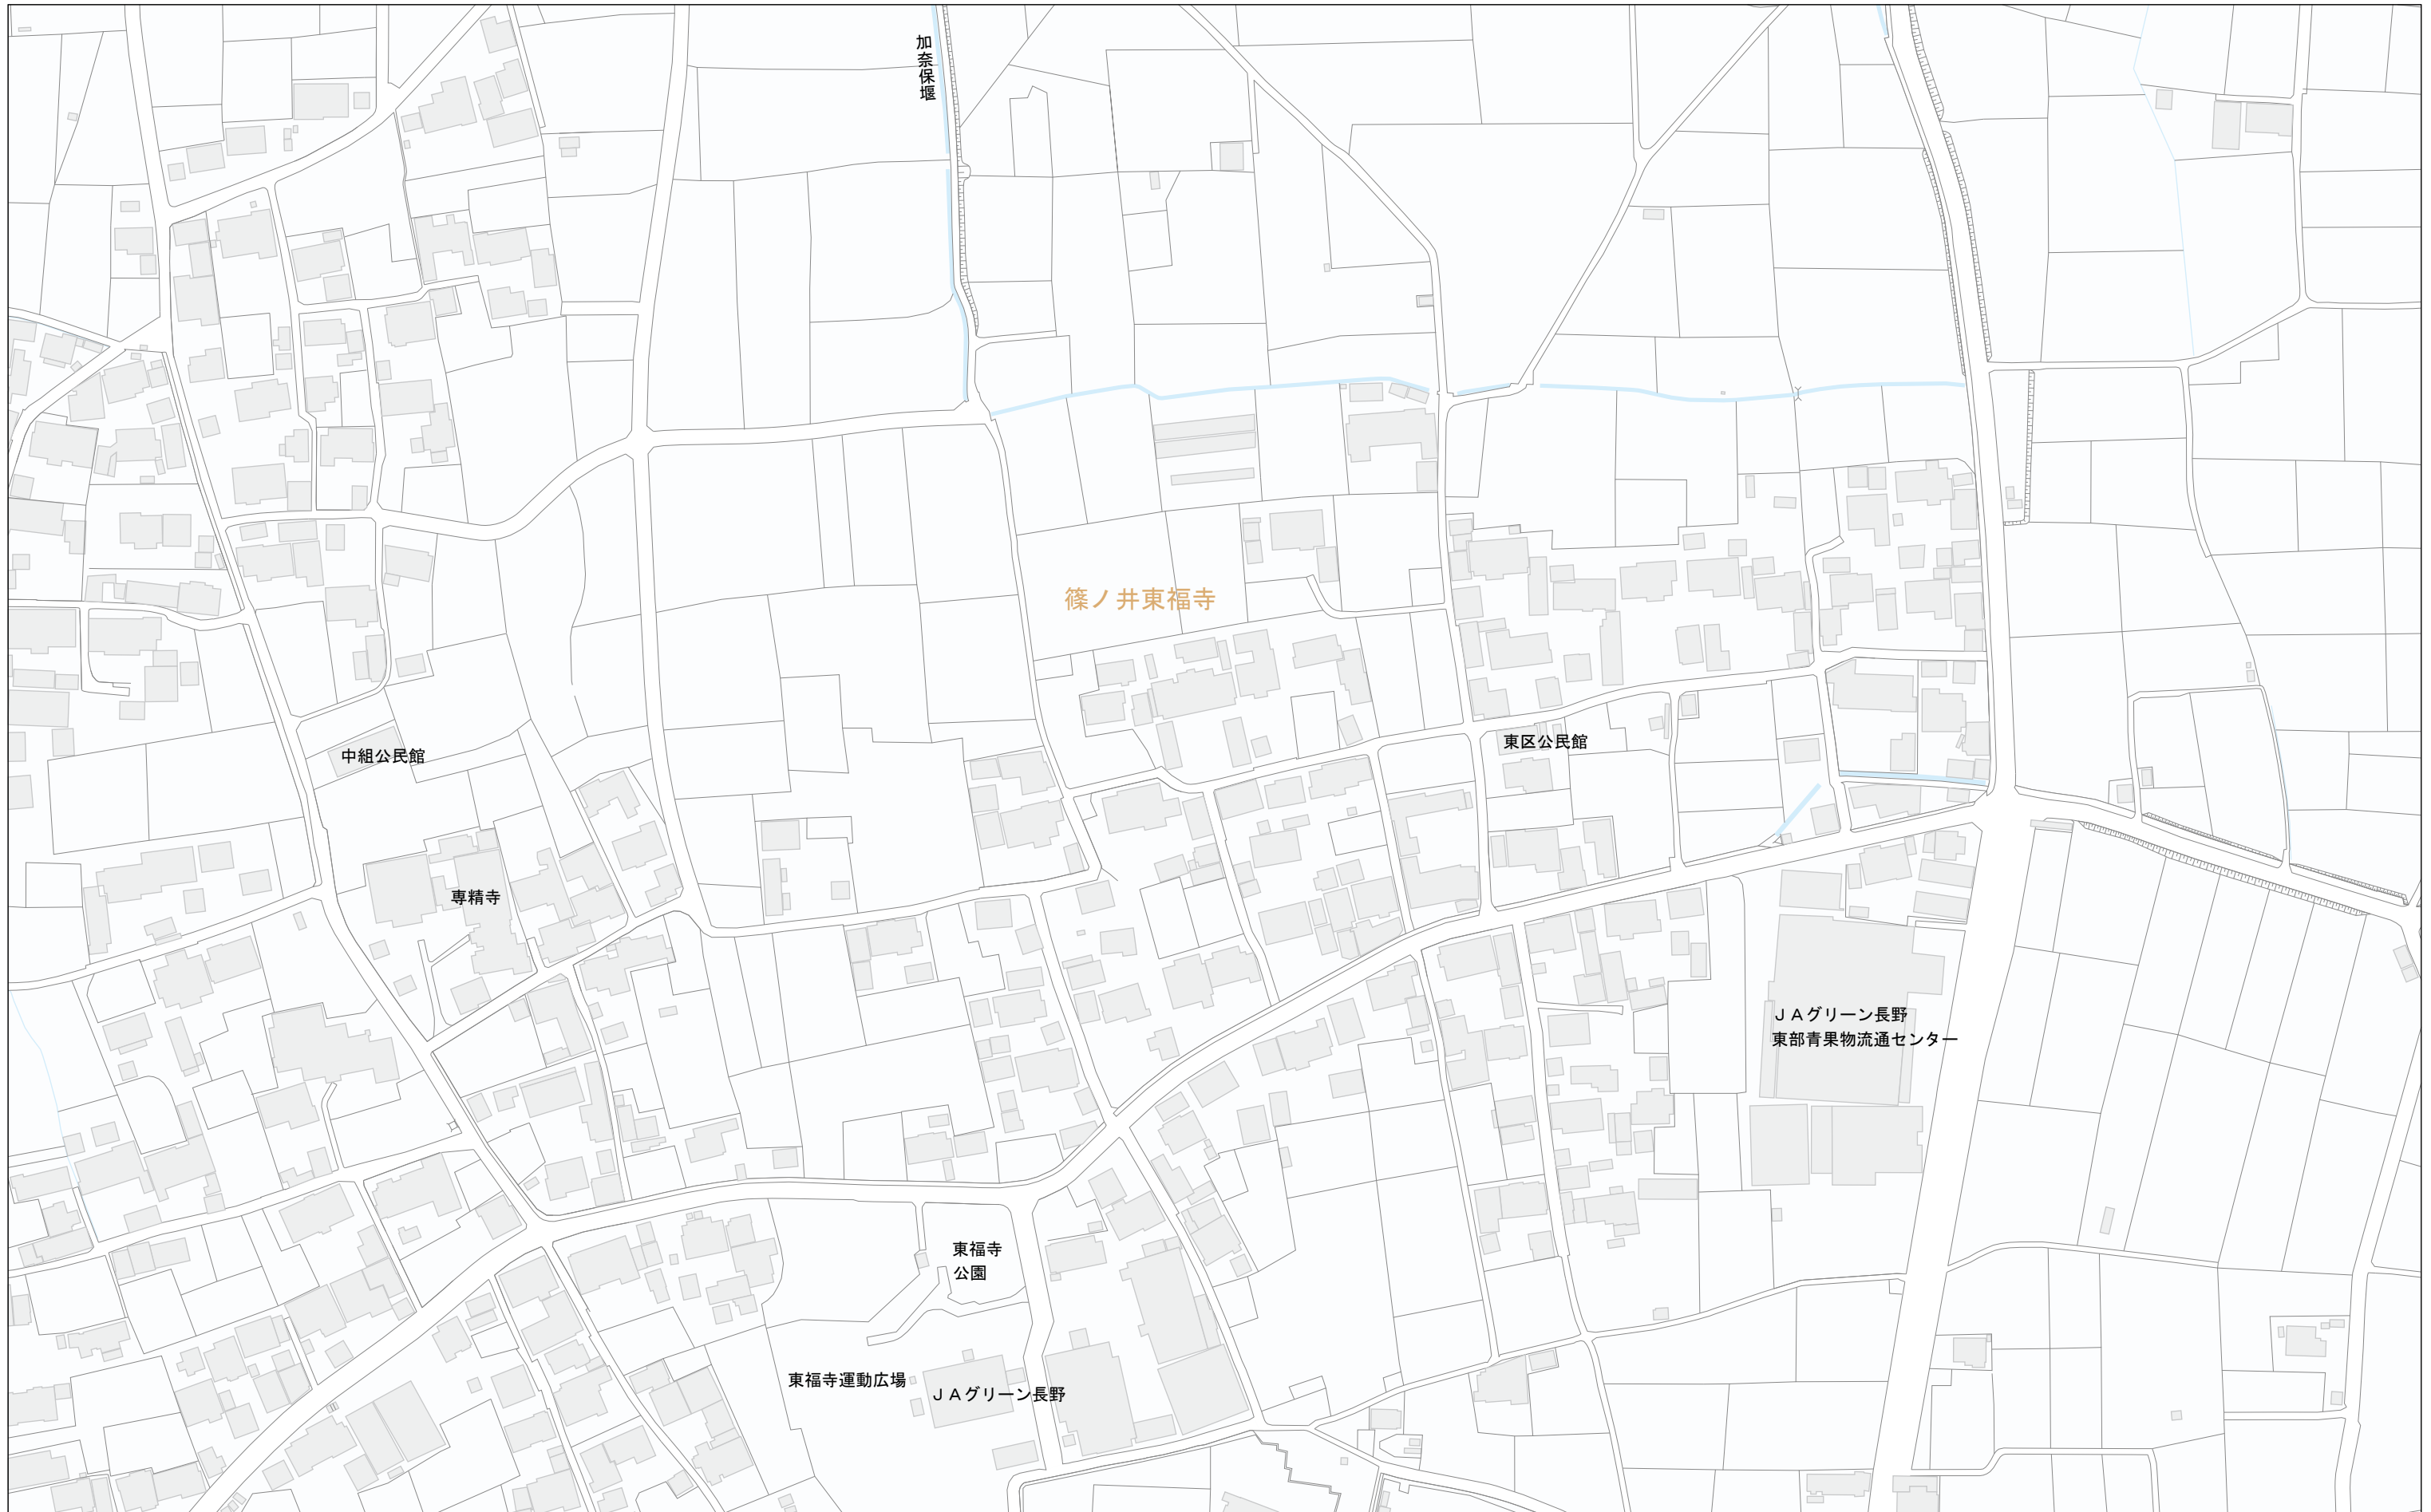 加奈保堰
篠ノ井東福寺
東区公民館
中組公民館
専精寺
ＪＡグリーン長野
東部青果物流通センター
東福寺
公園
東福寺運動広場
ＪＡグリーン長野